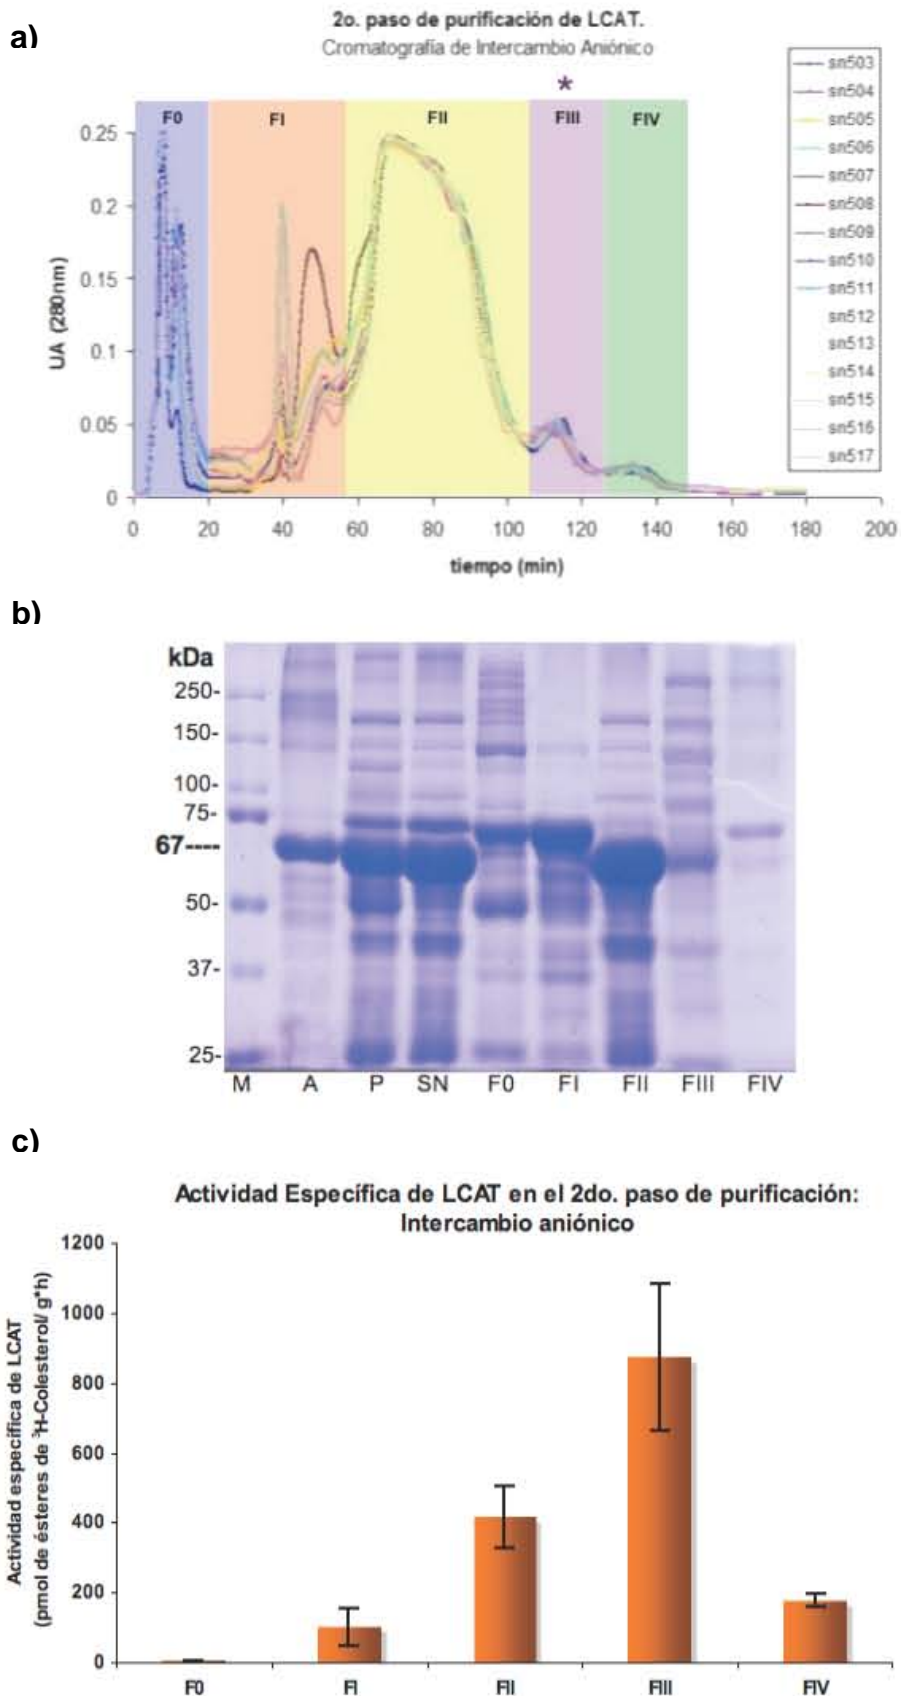 a)
2o. paso de purificación de LCAT.
Cromatografía de Intercambio Aniónico
*
F0 FI FII FIII FIV
sn503
sn504
sn505
sn506
sn507
sn508
sn509
sn510
sn511
sn512
sn513
sn514
sn515
sn516
sn517
UA (280nm)
0.25
0.2
0.15
0.1
0.05
0
0 20 40 60 80 100 120 140 160 180 200
tiempo (min)
b)
kDa
250-
150-
100-
75-
67----
50-
37-
25-
M A P SN F0 FI FII FIII FIV
c)
Actividad Específica de LCAT en el 2do. paso de purificación:
Intercambio aniónico
Actividad específica de LCAT
(pmol de ésteres de ³H-Colesterol/ g*h)
1200
1000
800
600
400
200
0
F0 FI FII FIII FIV